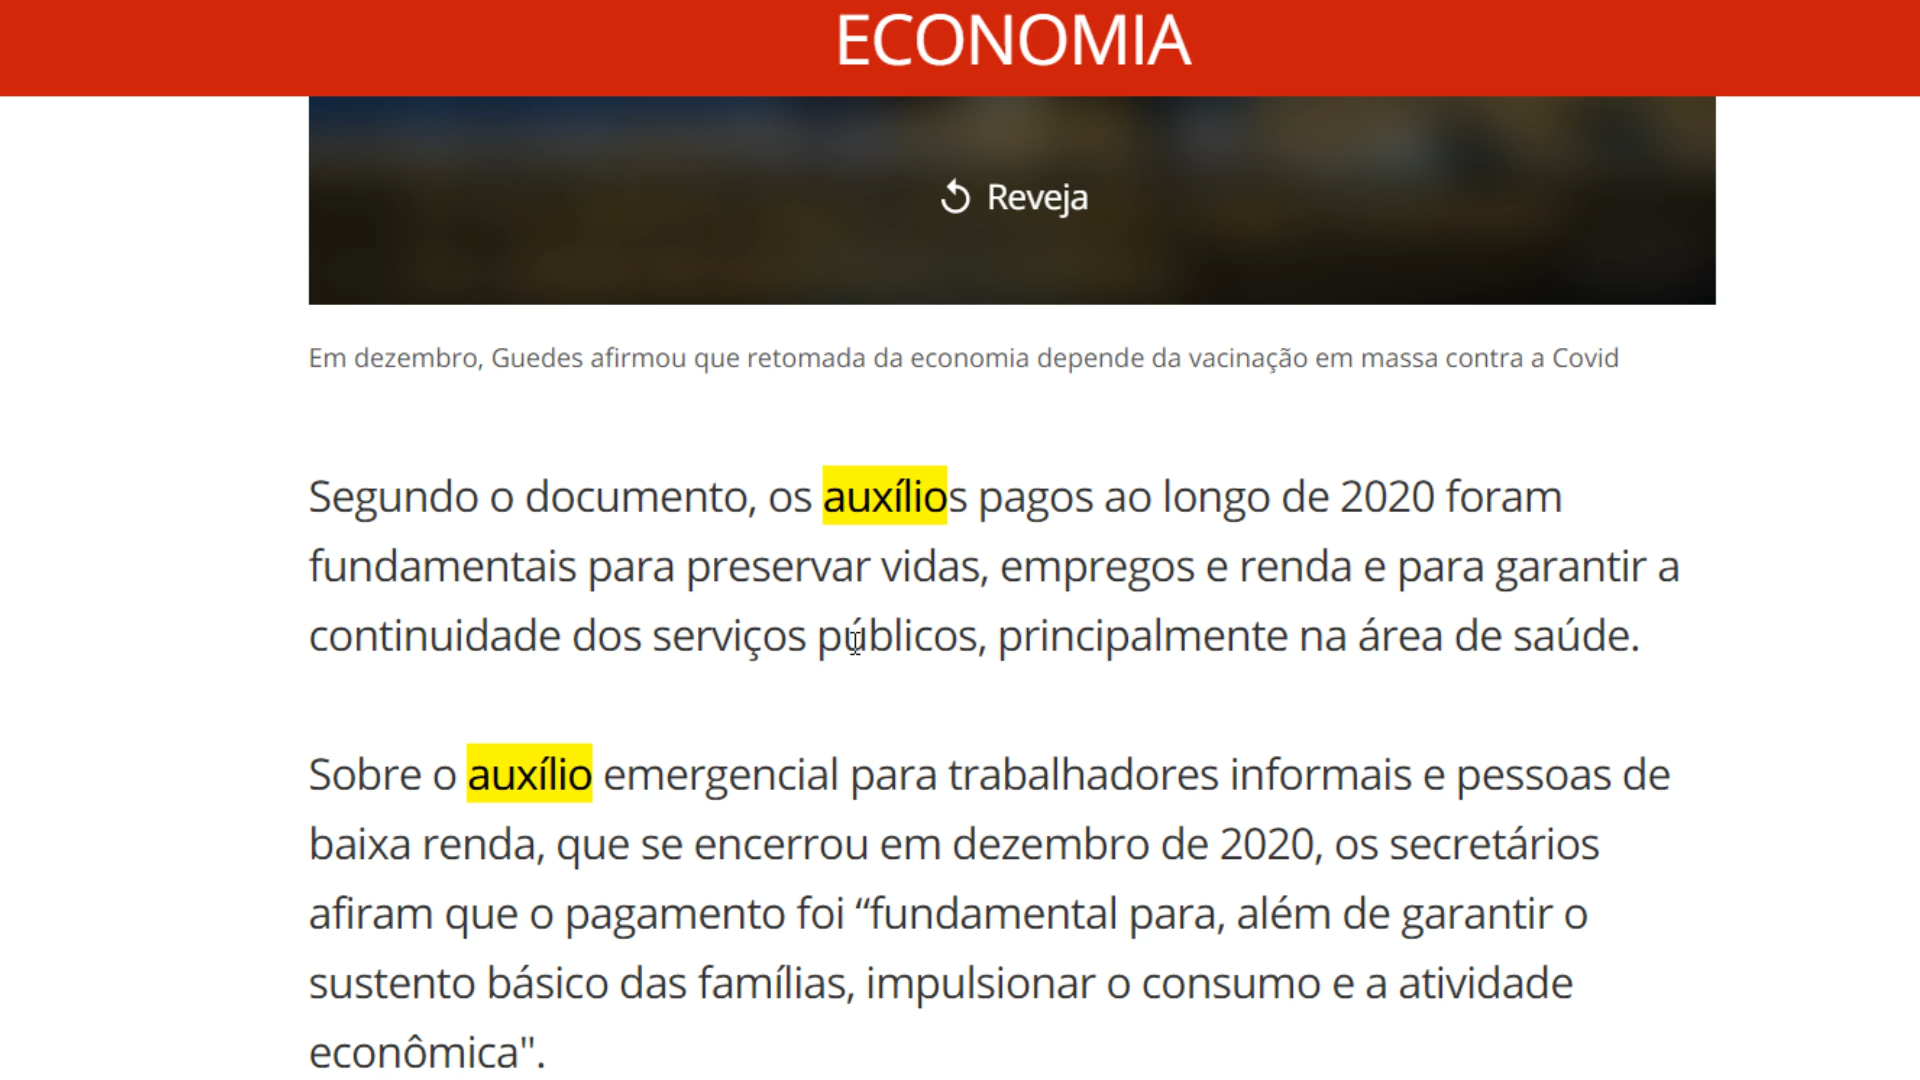 ECONOMIA
Reveja
Em dezembro, Guedes afirmou que retomada da economia depende da vacinação em massa contra a Covid
Segundo o documento, os auxílios pagos ao longo de 2020 foram
fundamentais para preservar vidas, empregos e renda e para garantir a
continuidade dos serviços públicos, principalmente na área de saúde.
Sobre o auxílio emergencial para trabalhadores informais e pessoas de
baixa renda, que se encerrou em dezembro de 2020, os secretários
afiram que o pagamento foi “fundamental para, além de garantir o
sustento básico das famílias, impulsionar o consumo e a atividade
econômica".